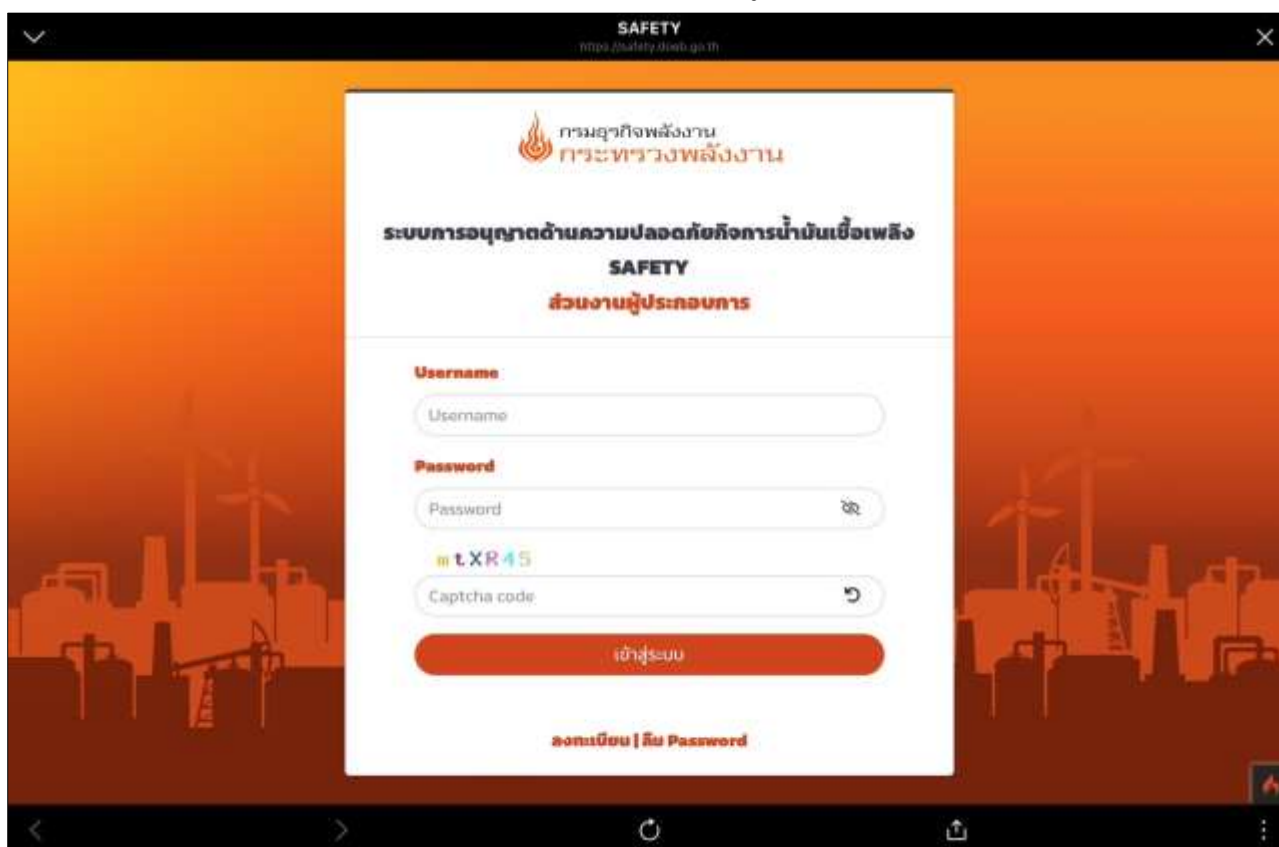 SAFETY
https://safety.doeb.go.th
กรมธุรกิจพลังงาน
กระทรวงพลังงาน
ระบบการอนุญาตด้านความปลอดภัยกิจการน้ำมันเชื้อเพลิง
SAFETY
ส่วนงานผู้ประกอบการ
Username
Username
Password
Password
mtXR45
Captcha code
เข้าสู่ระบบ
ลงทะเบียน | ลืม Password